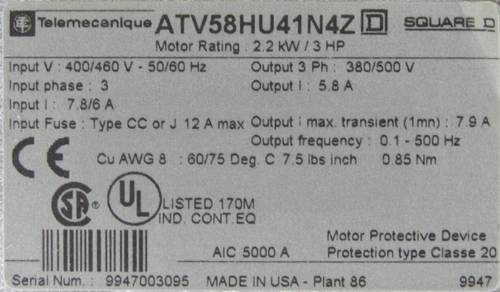 Telemecanique ATV58HU41N4Z D SQUARE D
Motor Rating : 2.2 kW / 3 HP
Input V : 400/460 V - 50/60 Hz Output 3 Ph : 380/500 V
Input phase : 3 Output I : 5.8 A
Input I : 7.8/6 A
Input Fuse : Type CC or J 12 A max Output I max. transient (1mn) : 7.9 A
Output frequency : 0.1 - 500 Hz
CE Cu AWG 8 : 60/75 Deg. C 7.5 lbs inch 0.85 Nm
SA UL LISTED 170M
IND. CONT.EQ
AIC 5000 A Motor Protective Device
Protection type Classe 20
Serial Num. : 9947003095 MADE IN USA - Plant 86 9947